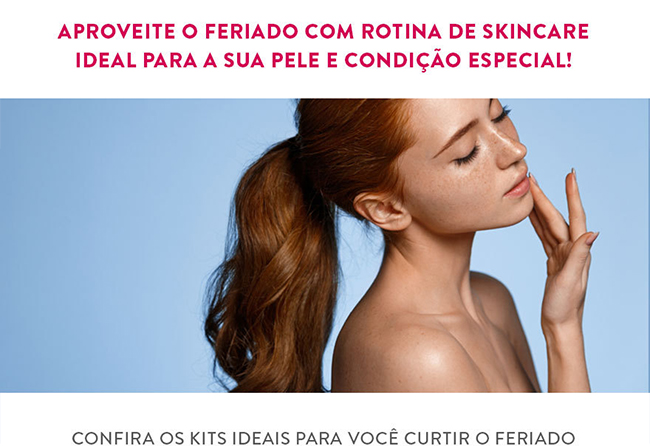 APROVEITE O FERIADO COM ROTINA DE SKINCARE
IDEAL PARA A SUA PELE E CONDIÇÃO ESPECIAL!
CONFIRA OS KITS IDEAIS PARA VOCÊ CURTIR O FERIADO